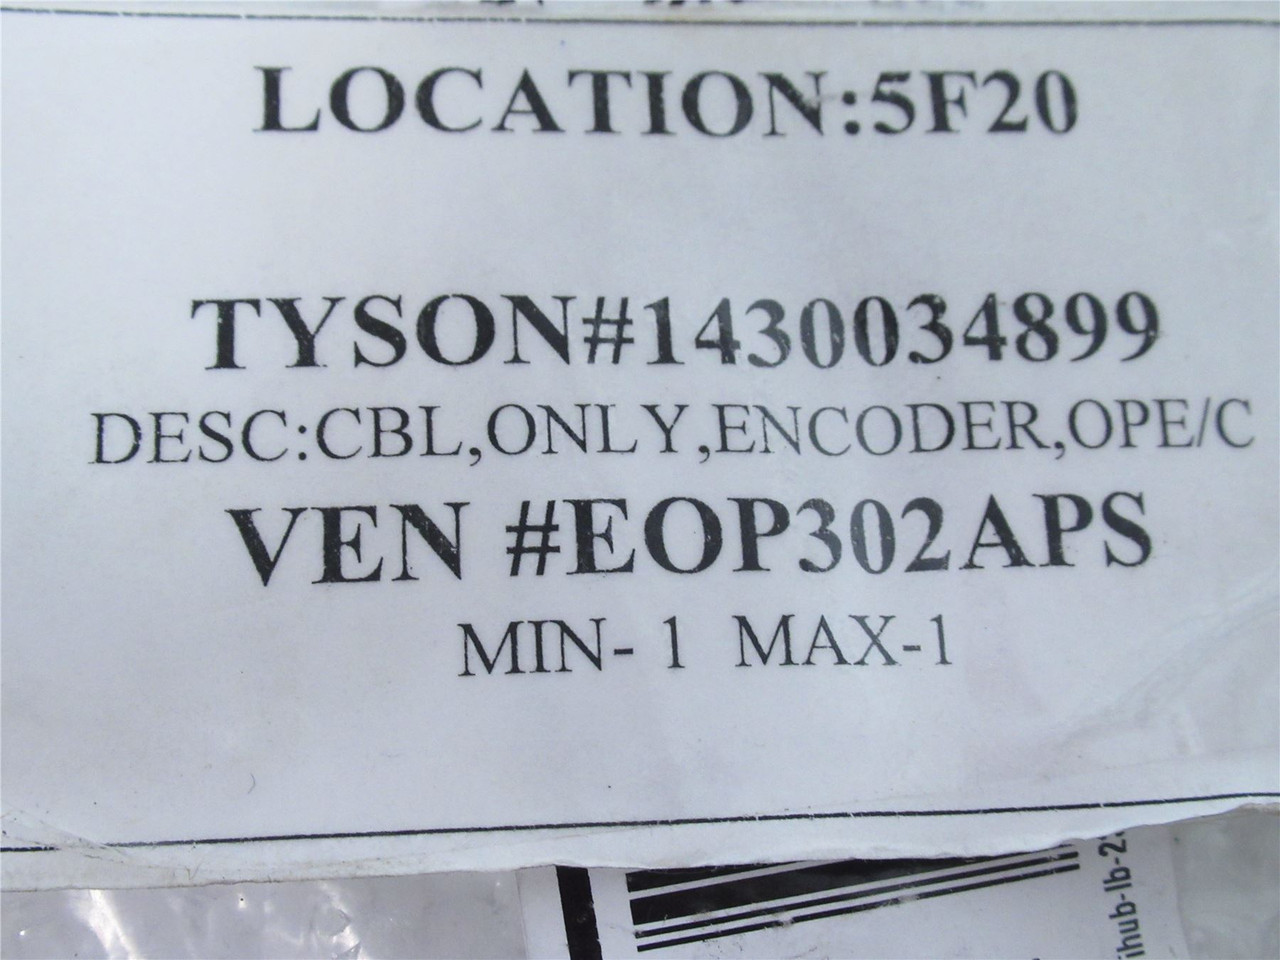 LOCATION:5F20
TYSON#1430034899
DESC:CBL,ONLY,ENCODER,OPE/C
VEN #EOP302APS
MIN- 1 MAX-1